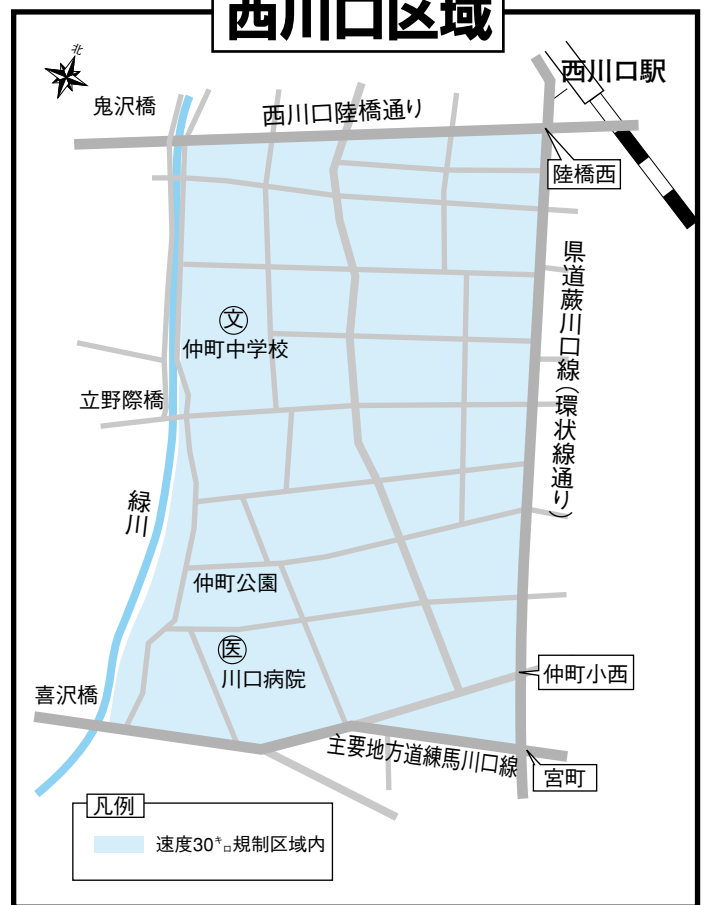 西川口区域
北
西川口駅
鬼沢橋
西川口陸橋通り
陸橋西
県道蕨川口線(環状線通り)
文
仲町中学校
立野際橋
緑川
仲町公園
医
川口病院
仲町小西
喜沢橋
主要地方道練馬川口線
宮町
凡例
速度30㌔規制区域内